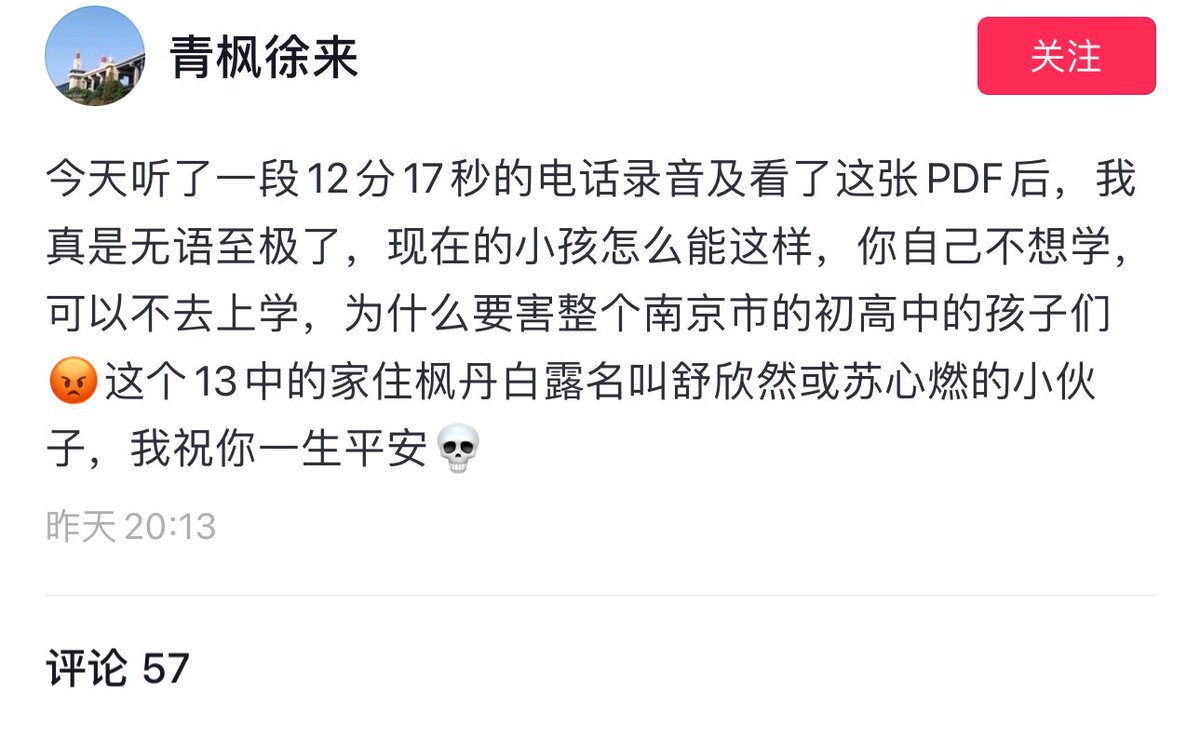 青枫徐来
关注
今天听了一段12分17秒的电话录音及看了这张PDF后，我
真是无语至极了，现在的小孩怎么能这样，你自己不想学，
可以不去上学，为什么要害整个南京市的初高中的孩子们
😡这个13中的家住枫丹白露名叫舒欣然或苏心燃的小伙
子，我祝你一生平安💀
昨天20:13
评论 57